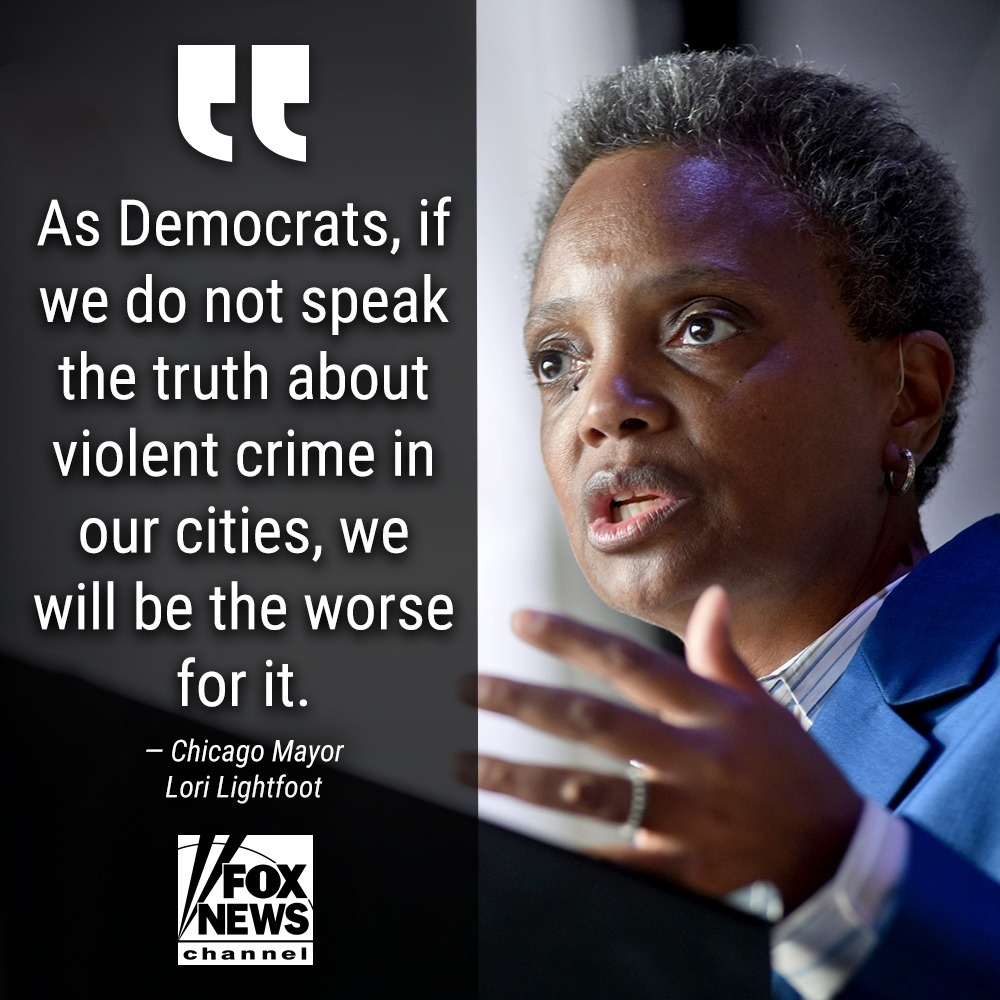 As Democrats, if
we do not speak
the truth about
violent crime in
our cities, we
will be the worse
for it.
– Chicago Mayor
Lori Lightfoot
FOX
NEWS
channel